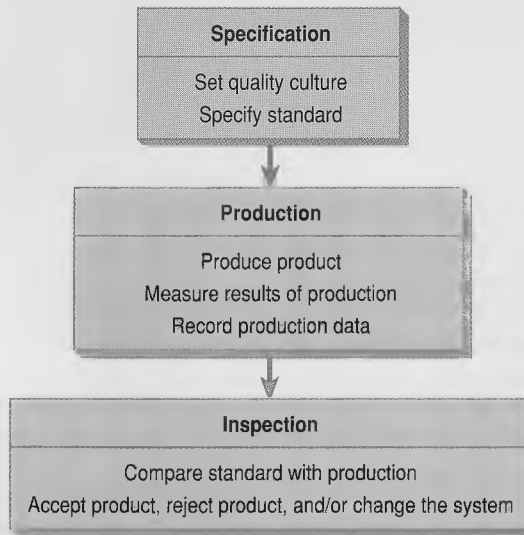 Specification
Set quality culture
Specify standard
Production
Produce product
Measure results of production
Record production data
Inspection
Compare standard with production
Accept product, reject product, and/or change the system